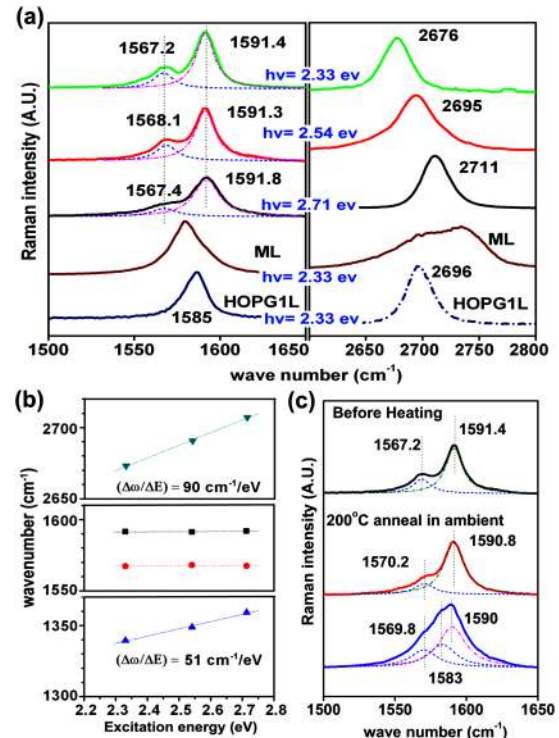 (a)
1567.2 1591.4 2676
hν= 2.33 ev
1568.1 1591.3 2695
hν= 2.54 ev
1567.4 1591.8 2711
hν= 2.71 ev
ML ML
hν= 2.33 ev
2696
HOPG1L HOPG1L
1585 hν= 2.33 ev
Raman intensity (A.U.)
1500 1550 1600 1650 2650 2700 2750 2800
wave number (cm-1)
(b)
2700
2650
(Δω/ΔE) = 90 cm-1/eV
1600
1550
1350
1300
(Δω/ΔE) = 51 cm-1/eV
wavenumber (cm-1)
2.2 2.3 2.4 2.5 2.6 2.7 2.8
Excitation energy (eV)
(c)
Before Heating
1567.2 1591.4
200°C anneal in ambient
1590.8
1570.2
1569.8 1590
1583
Raman intensity (A.U.)
1500 1550 1600 1650
wave number (cm-1)